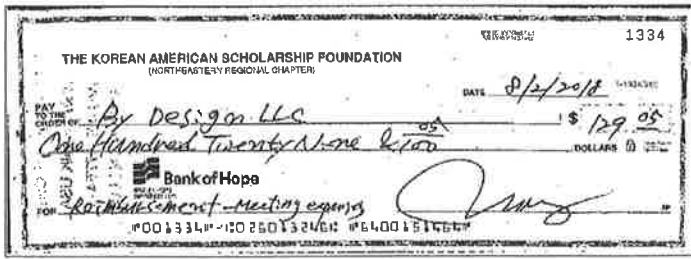 1334
THE KOREAN AMERICAN SCHOLARSHIP FOUNDATION
(NORTHEASTERN REGIONAL CHAPTER)
DATE 8/2/2018
PAY TO THE ORDER OF By Design LLC $ 129.05
One Hundred Twenty Nine & 05/100 DOLLARS
Bank of Hope
FOR Reimbursement - Meeting expenses